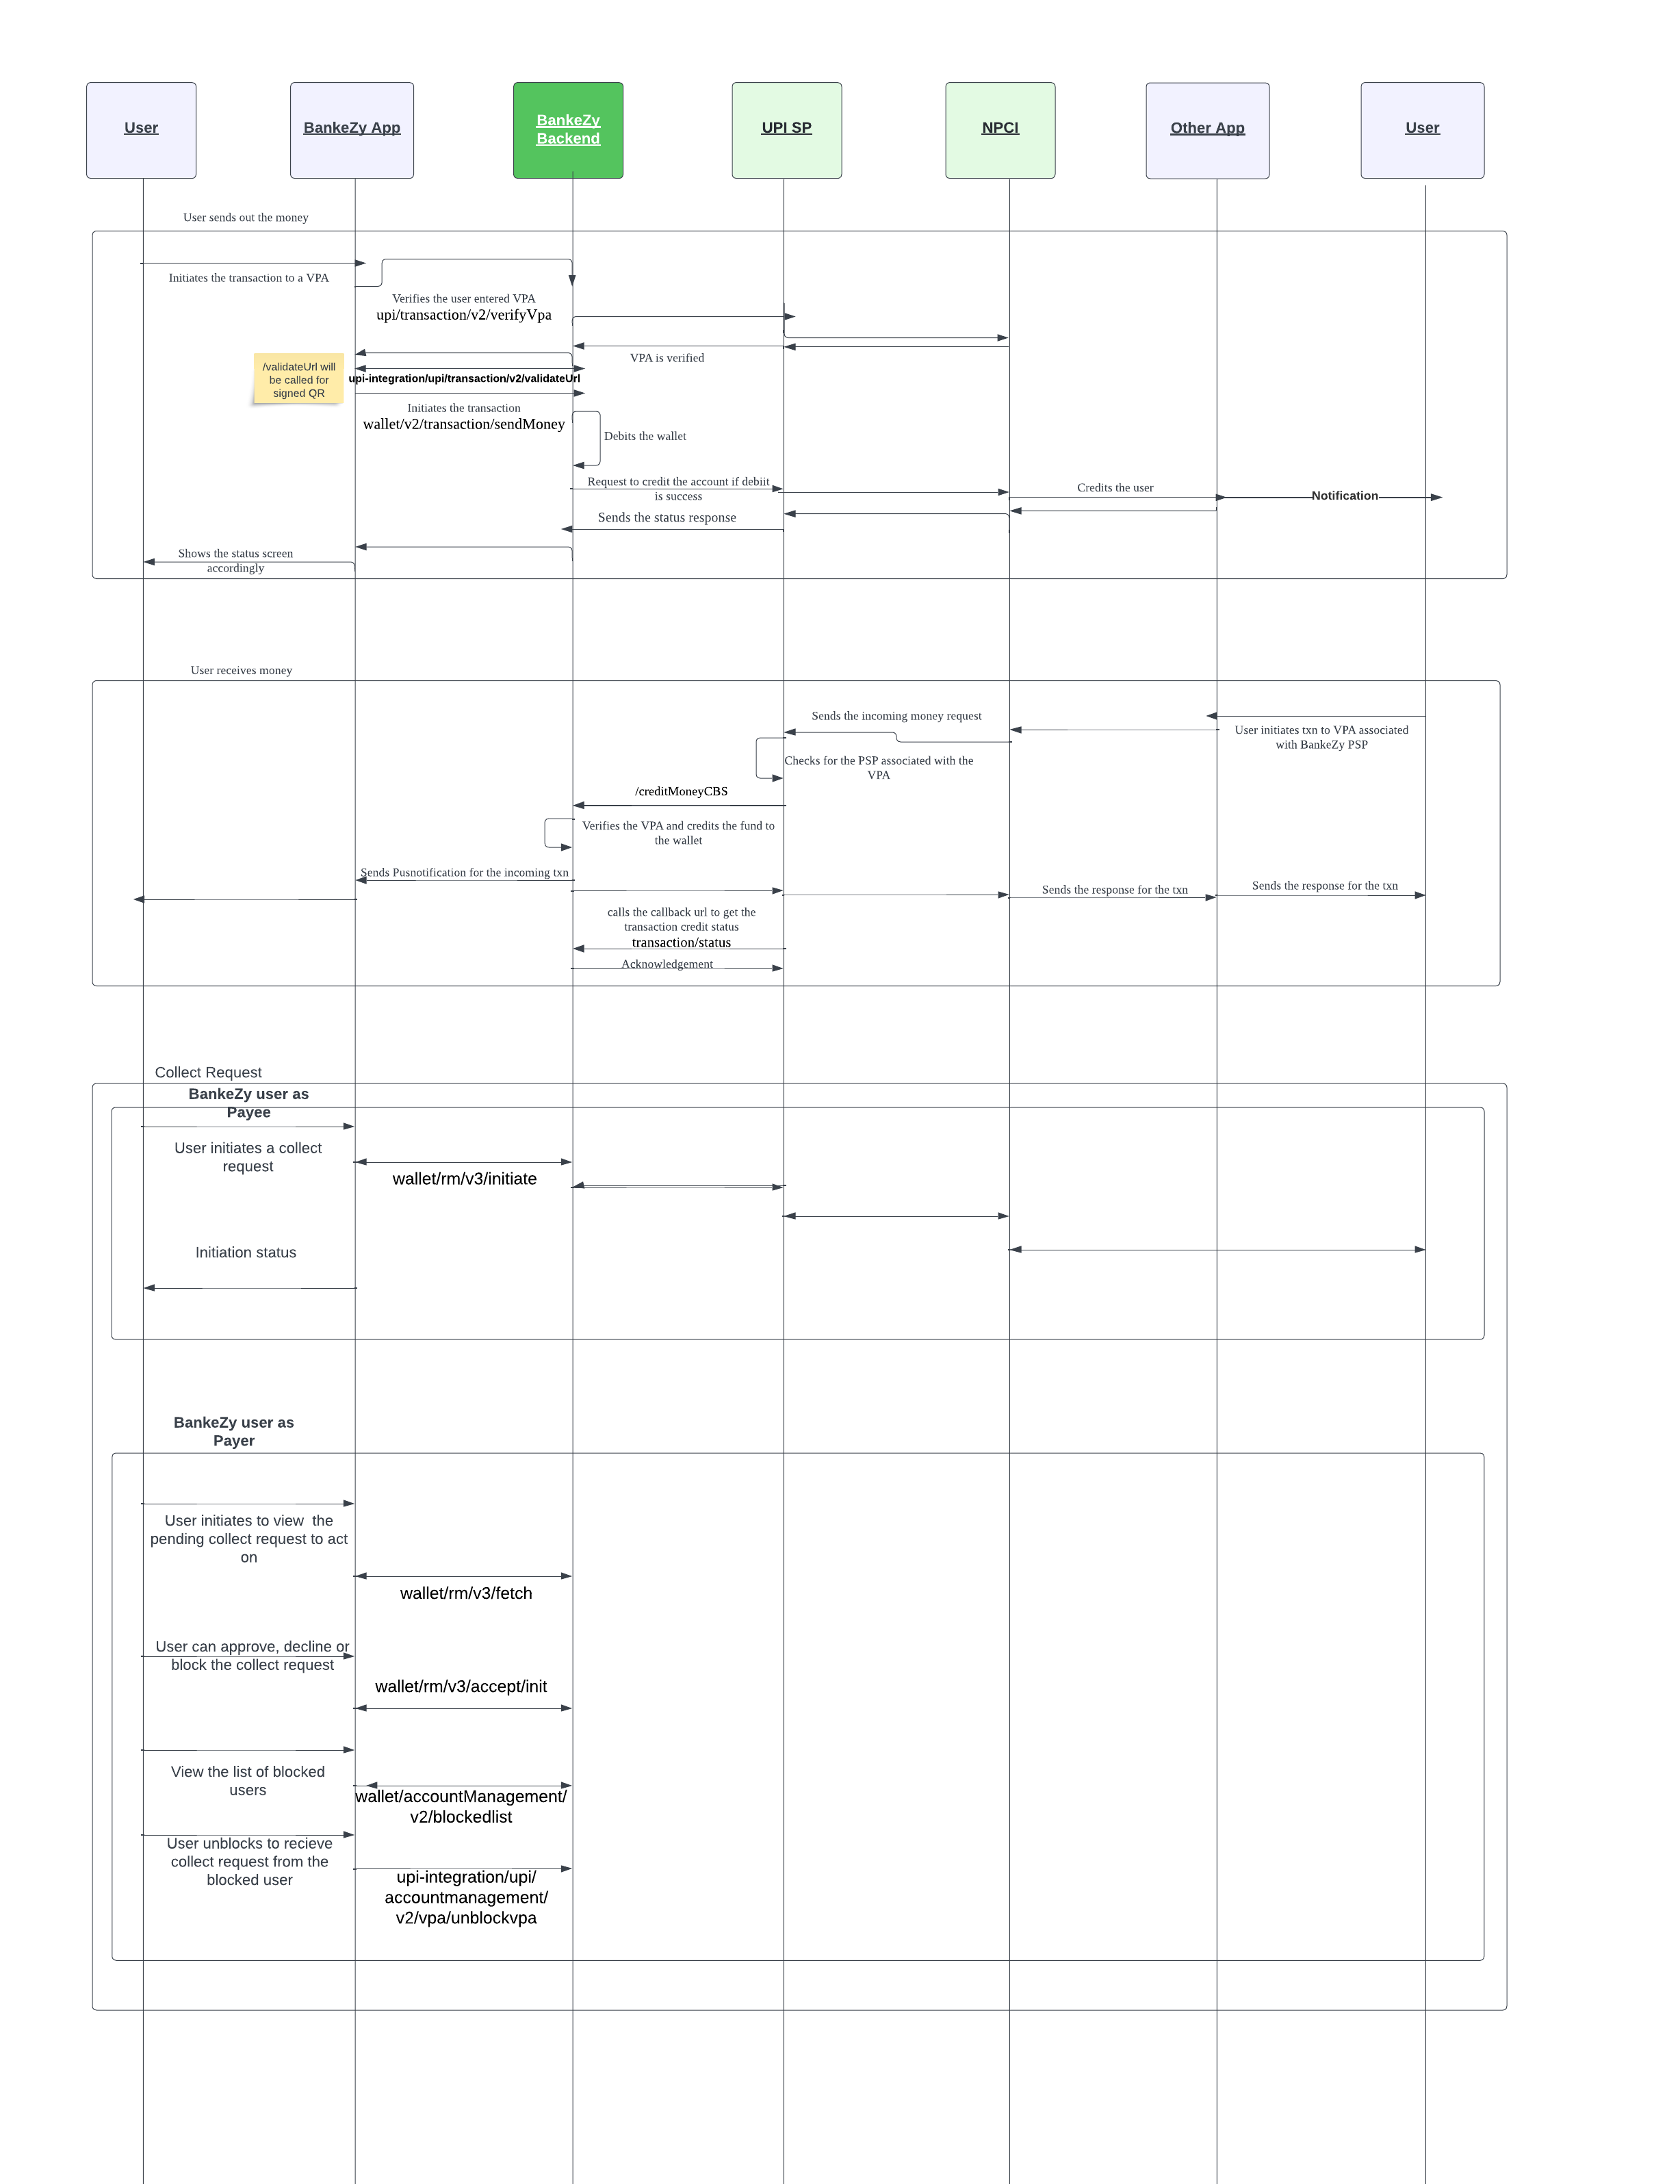 User
BankeZy App
BankeZy
Backend
UPI SP
NPCI
Other App
User
User sends out the money
Initiates the transaction to a VPA
Verifies the user entered VPA
upi/transaction/v2/verifyVpa
VPA is verified
/validateUrl will
be called for
signed QR
upi-integration/upi/transaction/v2/validateUrl
Initiates the transaction
wallet/v2/transaction/sendMoney
Debits the wallet
Request to credit the account if debiit
is success
Credits the user
Notification
Sends the status response
Shows the status screen
accordingly
User receives money
Sends the incoming money request
User initiates txn to VPA associated
with BankeZy PSP
Checks for the PSP associated with the
VPA
/creditMoneyCBS
Verifies the VPA and credits the fund to
the wallet
Sends Pusnotification for the incoming txn
Sends the response for the txn
Sends the response for the txn
calls the callback url to get the
transaction credit status
transaction/status
Acknowledgement
Collect Request
BankeZy user as
Payee
User initiates a collect
request
wallet/rm/v3/initiate
Initiation status
BankeZy user as
Payer
User initiates to view  the
pending collect request to act
on
wallet/rm/v3/fetch
User can approve, decline or
block the collect request
wallet/rm/v3/accept/init
View the list of blocked
users
wallet/accountManagement/
v2/blockedlist
User unblocks to recieve
collect request from the
blocked user
upi-integration/upi/
accountmanagement/
v2/vpa/unblockvpa